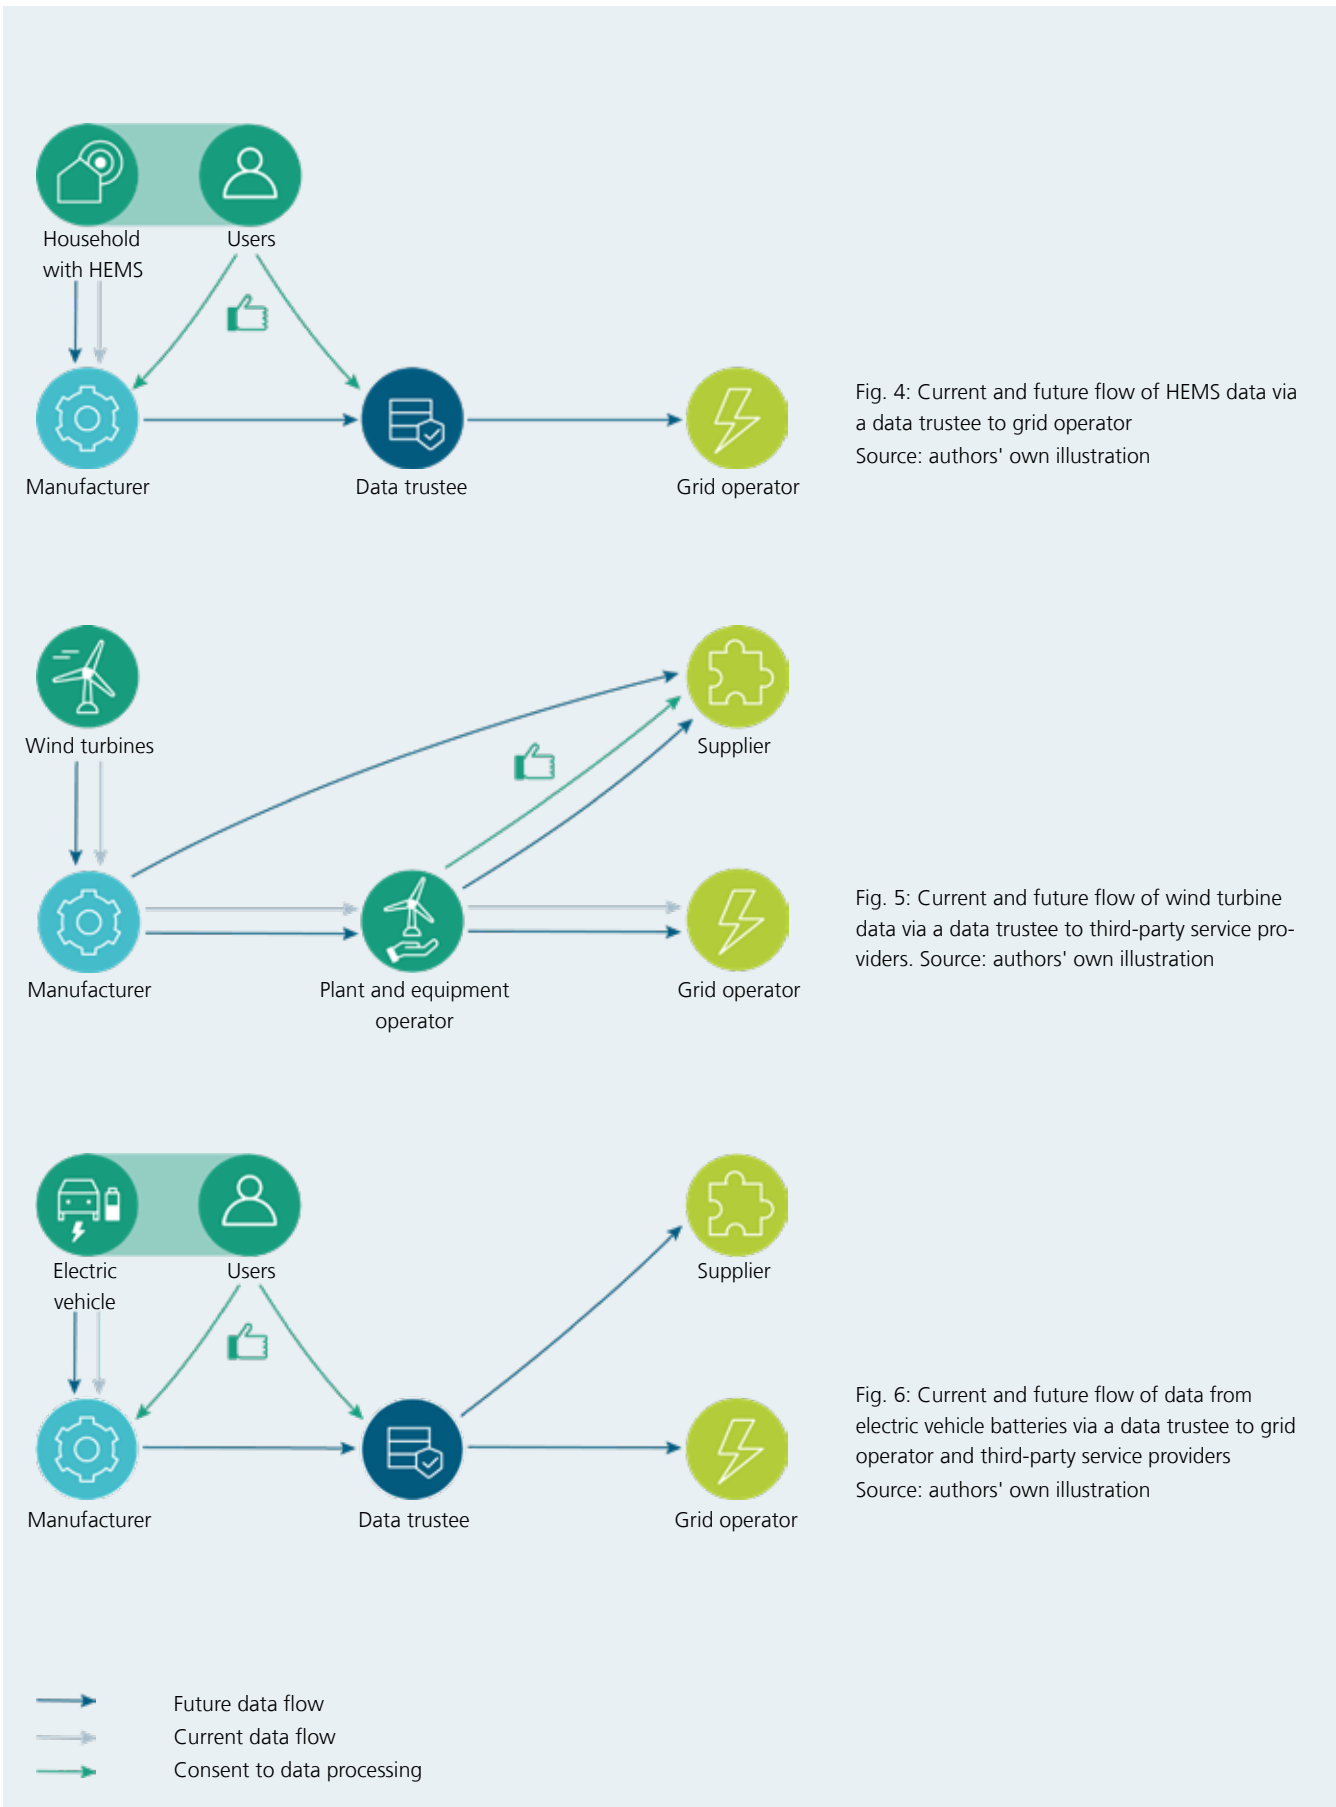 Household
with HEMS
Users
Manufacturer
Data trustee
Grid operator
Fig. 4: Current and future flow of HEMS data via
a data trustee to grid operator
Source: authors' own illustration
Wind turbines
Supplier
Manufacturer
Plant and equipment
operator
Grid operator
Fig. 5: Current and future flow of wind turbine
data via a data trustee to third-party service pro-
viders. Source: authors' own illustration
Electric
vehicle
Users
Supplier
Manufacturer
Data trustee
Grid operator
Fig. 6: Current and future flow of data from
electric vehicle batteries via a data trustee to grid
operator and third-party service providers
Source: authors' own illustration
Future data flow
Current data flow
Consent to data processing